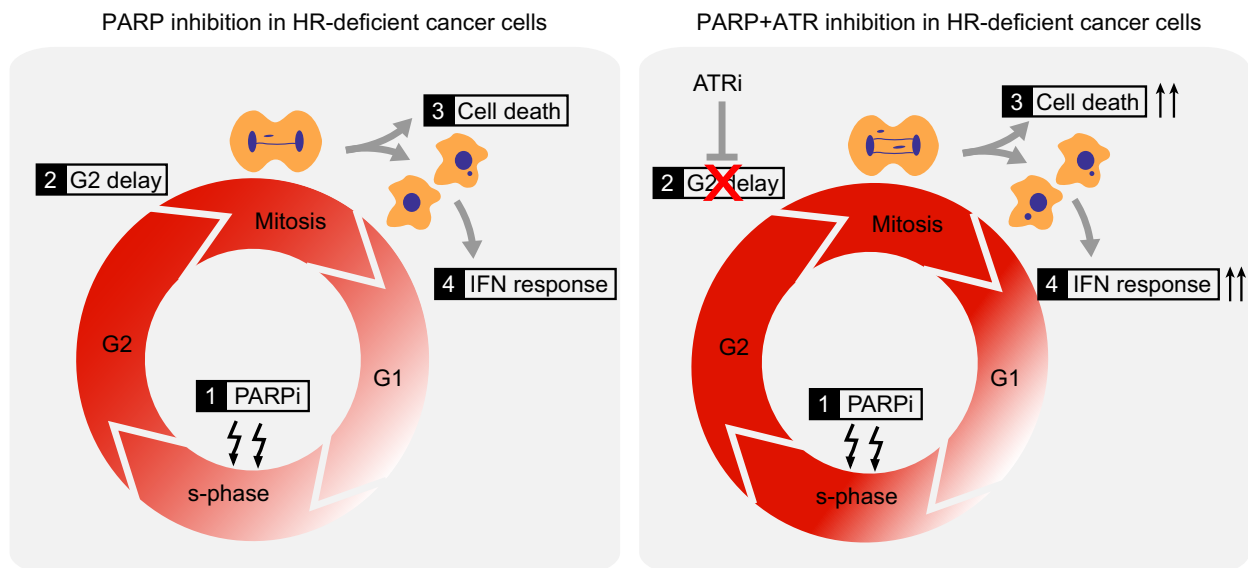 PARP inhibition in HR-deficient cancer cells
3 Cell death
2 G2 delay
Mitosis
4 IFN response
G2
G1
1 PARPi
s-phase
PARP+ATR inhibition in HR-deficient cancer cells
ATRi
3 Cell death
2 G2 delay
Mitosis
4 IFN response
G2
G1
1 PARPi
s-phase